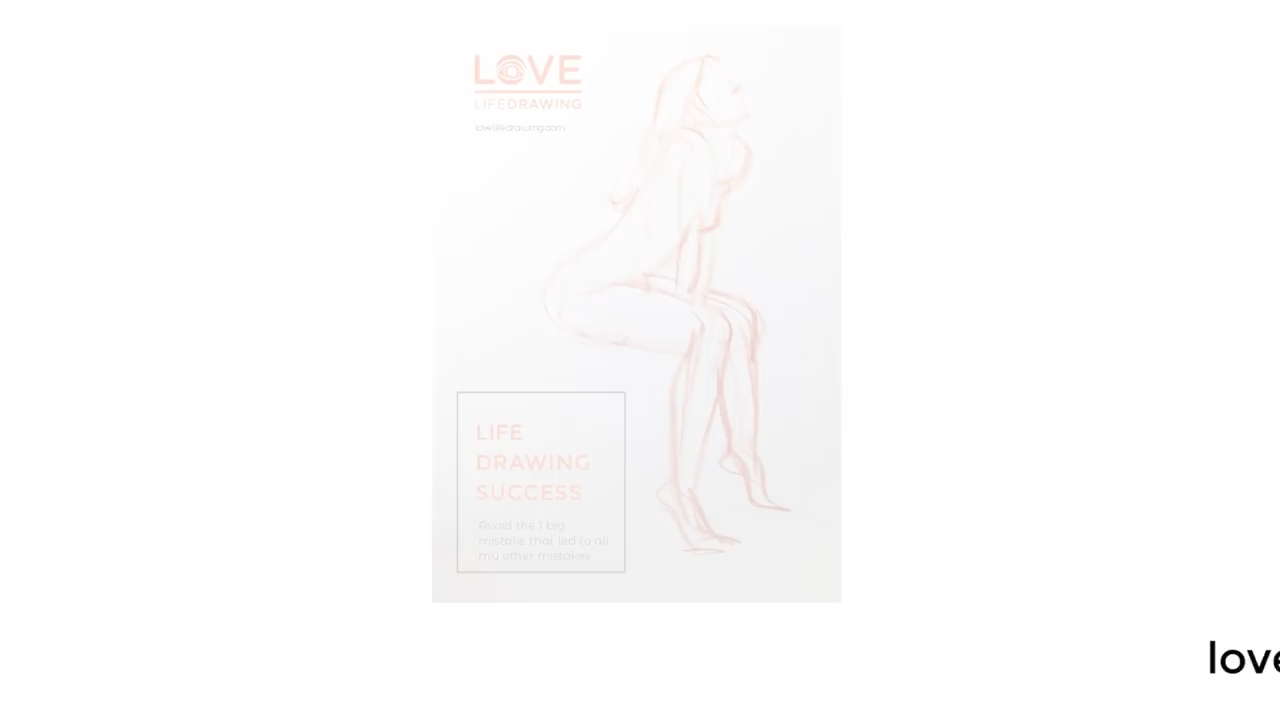 LOVE
LIFEDRAWING
lovelifedrawing.com
LIFE
DRAWING
SUCCESS
Avoid the 1 big
mistake that led to all
my other mistakes
love